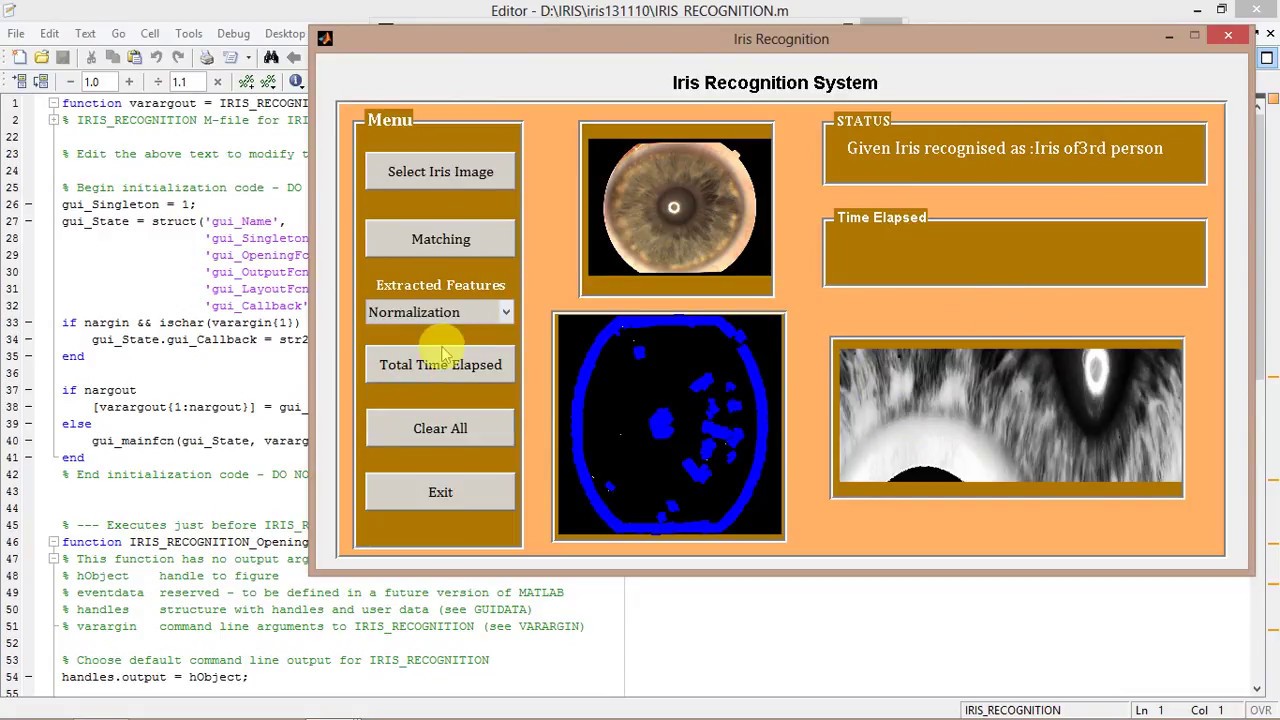 Editor - D:\IRIS\iris131110\IRIS_RECOGNITION.m
File Edit Text Go Cell Tools Debug Desktop
Iris Recognition
1.0
1.1
Iris Recognition System
Menu
Select Iris Image
Matching
Extracted Features
Normalization
Total Time Elapsed
Clear All
Exit
STATUS
Given Iris recognised as :Iris of3rd person
Time Elapsed
1 function varargout = IRIS_RECOGNI
2 % IRIS_RECOGNITION M-file for IRI
22
23 % Edit the above text to modify t
24
25 % Begin initialization code - DO
26 gui_Singleton = 1;
27 gui_State = struct('gui_Name',
28 'gui_Singleton
29 'gui_OpeningFc
30 'gui_OutputFcn
31 'gui_LayoutFcn
32 'gui_Callback'
33 if nargin && ischar(varargin{1})
34 gui_State.gui_Callback = str2
35 end
36
37 if nargout
38 [varargout{1:nargout}] = gui_
39 else
40 gui_mainfcn(gui_State, vararg
41 end
42 % End initialization code - DO NO
43
44
45 % --- Executes just before IRIS_R
46 function IRIS_RECOGNITION_Opening
47 % This function has no output arg
48 % hObject handle to figure
49 % eventdata reserved - to be defined in a future version of MATLAB
50 % handles structure with handles and user data (see GUIDATA)
51 % varargin command line arguments to IRIS_RECOGNITION (see VARARGIN)
52
53 % Choose default command line output for IRIS_RECOGNITION
54 handles.output = hObject;
55
IRIS_RECOGNITION Ln 1 Col 1 OVR